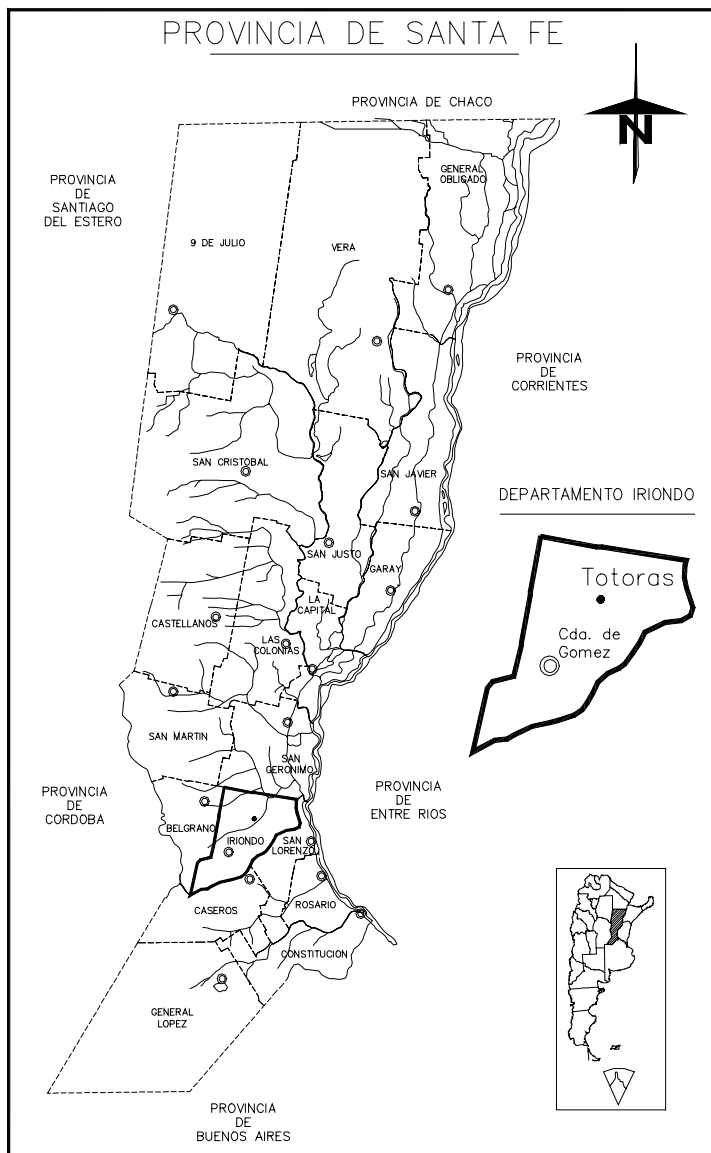 PROVINCIA DE SANTA FE
PROVINCIA DE CHACO
N
PROVINCIA
DE
SANTIAGO
DEL ESTERO
GENERAL
OBLIGADO
9 DE JULIO
VERA
PROVINCIA
DE
CORRIENTES
SAN CRISTOBAL
SAN JAVIER
DEPARTAMENTO IRIONDO
SAN JUSTO
GARAY
Totoras
LA
CAPITAL
CASTELLANOS
LAS
COLONIAS
Cda. de
Gomez
SAN MARTIN
SAN
GERONIMO
PROVINCIA
DE
CORDOBA
PROVINCIA
DE
ENTRE RIOS
BELGRANO
IRIONDO
SAN
LORENZO
CASEROS
ROSARIO
CONSTITUCION
GENERAL
LOPEZ
PROVINCIA
DE
BUENOS AIRES